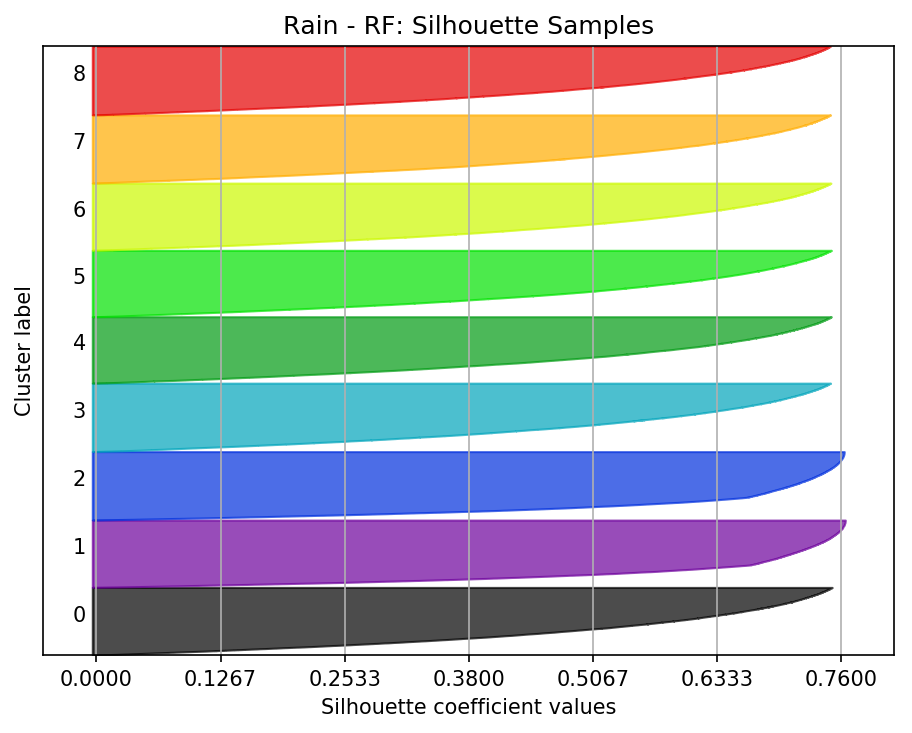 Rain - RF: Silhouette Samples
Cluster label
8
7
6
5
4
3
2
1
0
0.0000 0.1267 0.2533 0.3800 0.5067 0.6333 0.7600
Silhouette coefficient values